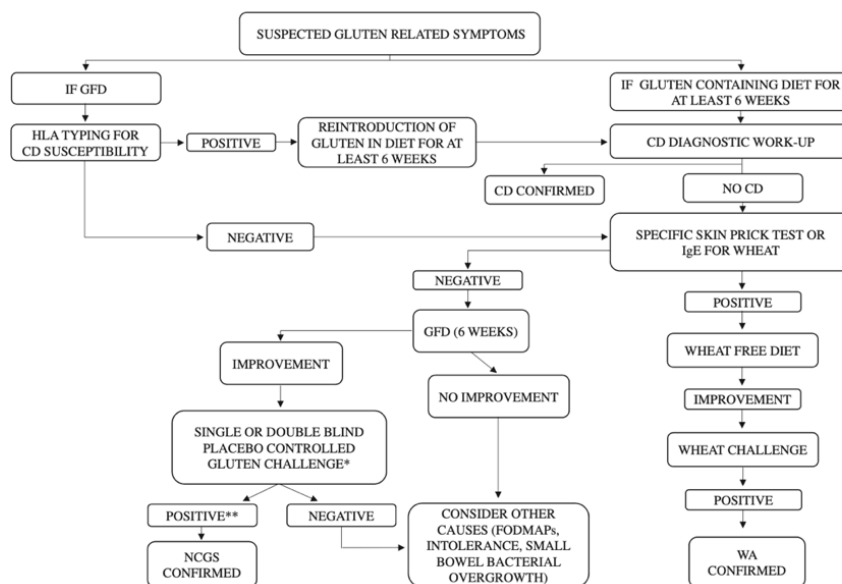 SUSPECTED GLUTEN RELATED SYMPTOMS
IF GFD
IF GLUTEN CONTAINING DIET FOR
AT LEAST 6 WEEKS
HLA TYPING FOR
CD SUSCEPTIBILITY
POSITIVE
REINTRODUCTION OF
GLUTEN IN DIET FOR AT
LEAST 6 WEEKS
CD DIAGNOSTIC WORK-UP
CD CONFIRMED
NO CD
NEGATIVE
SPECIFIC SKIN PRICK TEST OR
IgE FOR WHEAT
NEGATIVE
POSITIVE
GFD (6 WEEKS)
WHEAT FREE DIET
IMPROVEMENT
NO IMPROVEMENT
IMPROVEMENT
SINGLE OR DOUBLE BLIND
PLACEBO CONTROLLED
GLUTEN CHALLENGE*
WHEAT CHALLENGE
POSITIVE**
NEGATIVE
CONSIDER OTHER
CAUSES (FODMAPs,
INTOLERANCE, SMALL
BOWEL BACTERIAL
OVERGROWTH)
POSITIVE
NCGS
CONFIRMED
WA
CONFIRMED